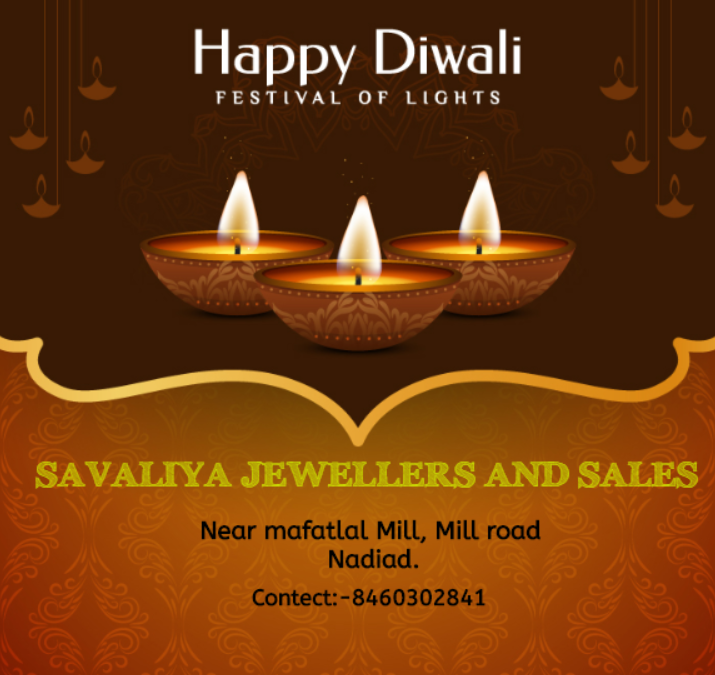 Happy Diwali
FESTIVAL OF LIGHTS
SAVALIYA JEWELLERS AND SALES
Near mafatlal Mill, Mill road
Nadiad.
Contect:-8460302841